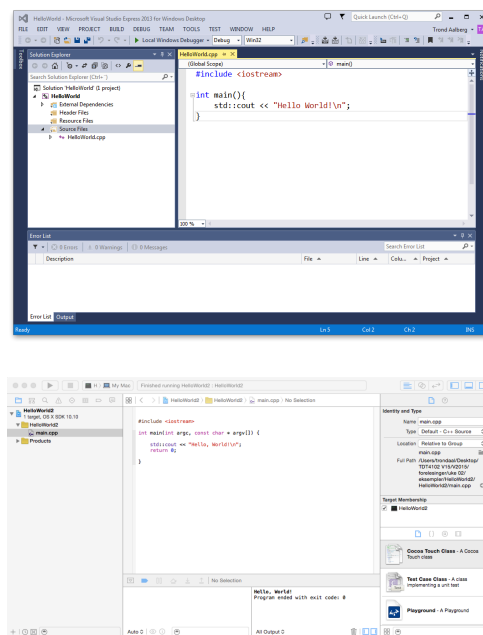 HelloWorld - Microsoft Visual Studio Express 2013 for Windows Desktop
Quick Launch (Ctrl+Q)
FILE EDIT VIEW PROJECT BUILD DEBUG TEAM TOOLS TEST WINDOW HELP
Trond Aalberg
Local Windows Debugger
Debug
Win32
Toolbox
Solution Explorer
Search Solution Explorer (Ctrl+¨)
Solution 'HelloWorld' (1 project)
HelloWorld
External Dependencies
Header Files
Resource Files
Source Files
HelloWorld.cpp
HelloWorld.cpp
(Global Scope)
main()
#include <iostream>
int main(){
std::cout << "Hello World!\n";
}
100 %
Notifications
Error List
0 Errors
0 Warnings
0 Messages
Search Error List
Description
File
Line
Colu...
Project
Error List
Output
Ready
Ln 5
Col 2
Ch 2
INS
My Mac
Finished running HelloWorld2 : HelloWorld2
HelloWorld2
1 target, OS X SDK 10.10
HelloWorld2
main.cpp
Products
HelloWorld2
HelloWorld2
main.cpp
No Selection
#include <iostream>
int main(int argc, const char * argv[]) {
std::cout << "Hello, World!\n";
return 0;
}
Identity and Type
Name main.cpp
Type Default - C++ Source
Location Relative to Group
main.cpp
Full Path /Users/trondaal/Desktop/
TDT4102 V15/V2015/
forelesinger/uke 02/
eksempler/HelloWorld2/
HelloWorld2/main.cpp
Target Membership
HelloWorld2
Cocoa Touch Class - A Cocoa
Touch class
Test Case Class - A class
implementing a unit test
Playground - A Playground
No Selection
Hello, World!
Program ended with exit code: 0
Auto
All Output